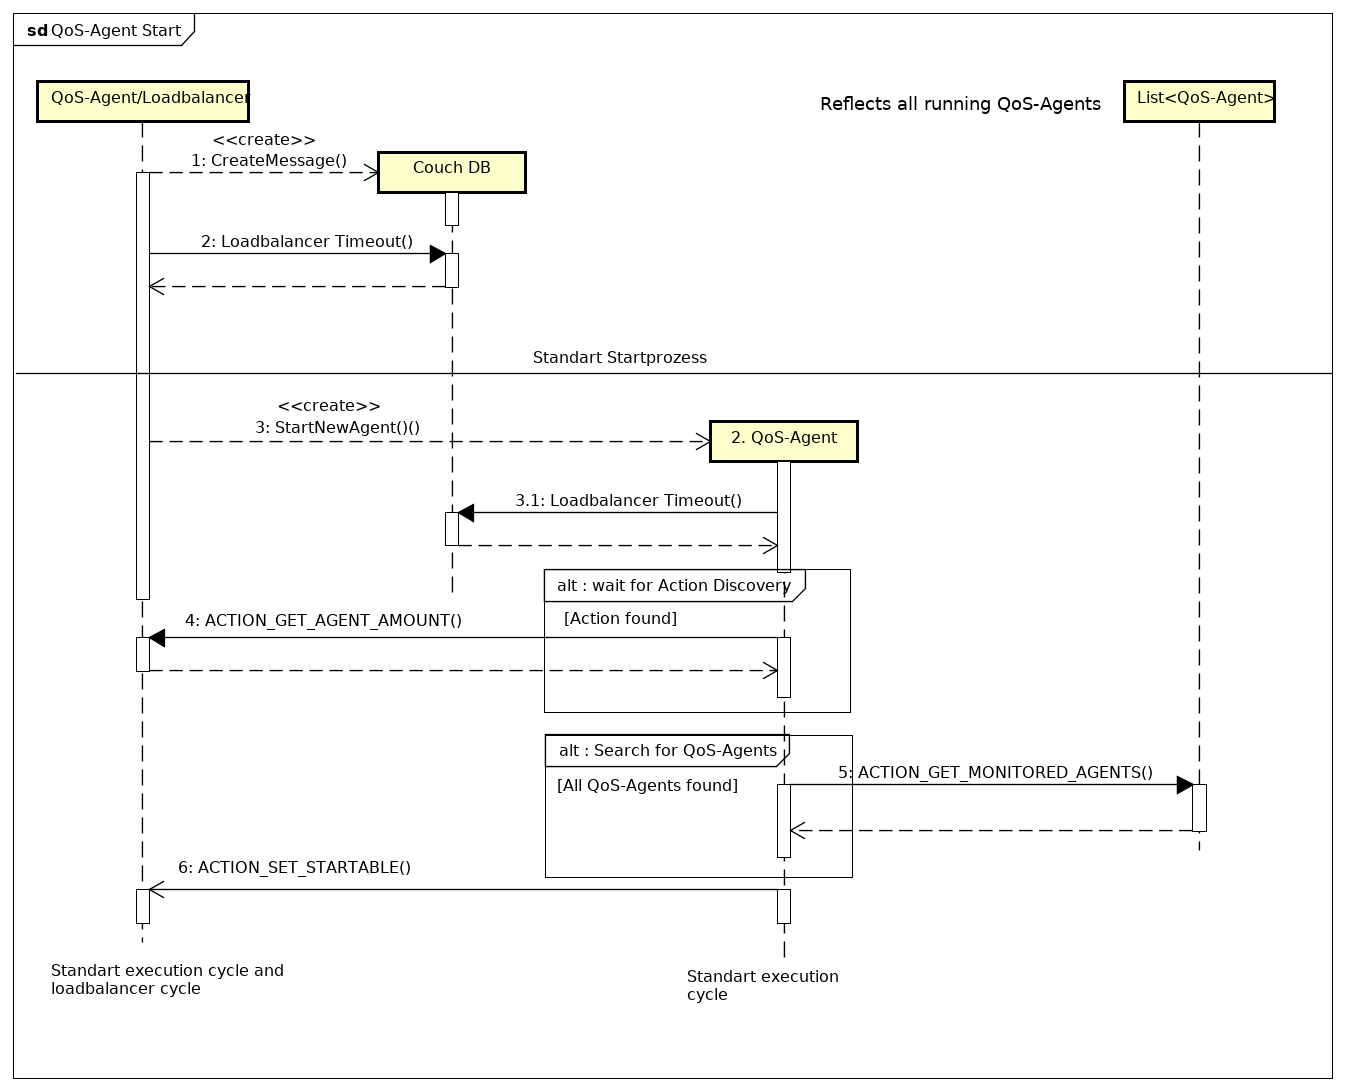 sd QoS-Agent Start
QoS-Agent/Loadbalancer
Reflects all running QoS-Agents
List<QoS-Agent>
<<create>>
1: CreateMessage()
Couch DB
2: Loadbalancer Timeout()
Standart Startprozess
<<create>>
3: StartNewAgent()()
2. QoS-Agent
3.1: Loadbalancer Timeout()
alt : wait for Action Discovery
[Action found]
4: ACTION_GET_AGENT_AMOUNT()
alt : Search for QoS-Agents
5: ACTION_GET_MONITORED_AGENTS()
[All QoS-Agents found]
6: ACTION_SET_STARTABLE()
Standart execution cycle and
loadbalancer cycle
Standart execution
cycle